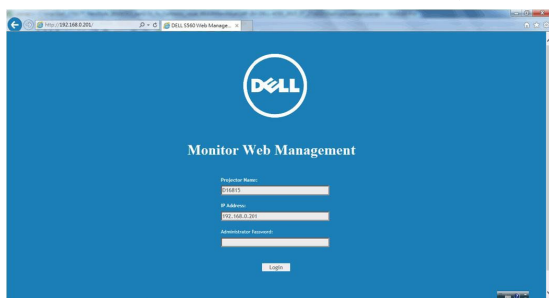 http://192.168.0.201/
DELL S560 Web Manage...
DELL
Monitor Web Management
Projector Name:
D16815
IP Address:
192.168.0.201
Administrator Password:
Login